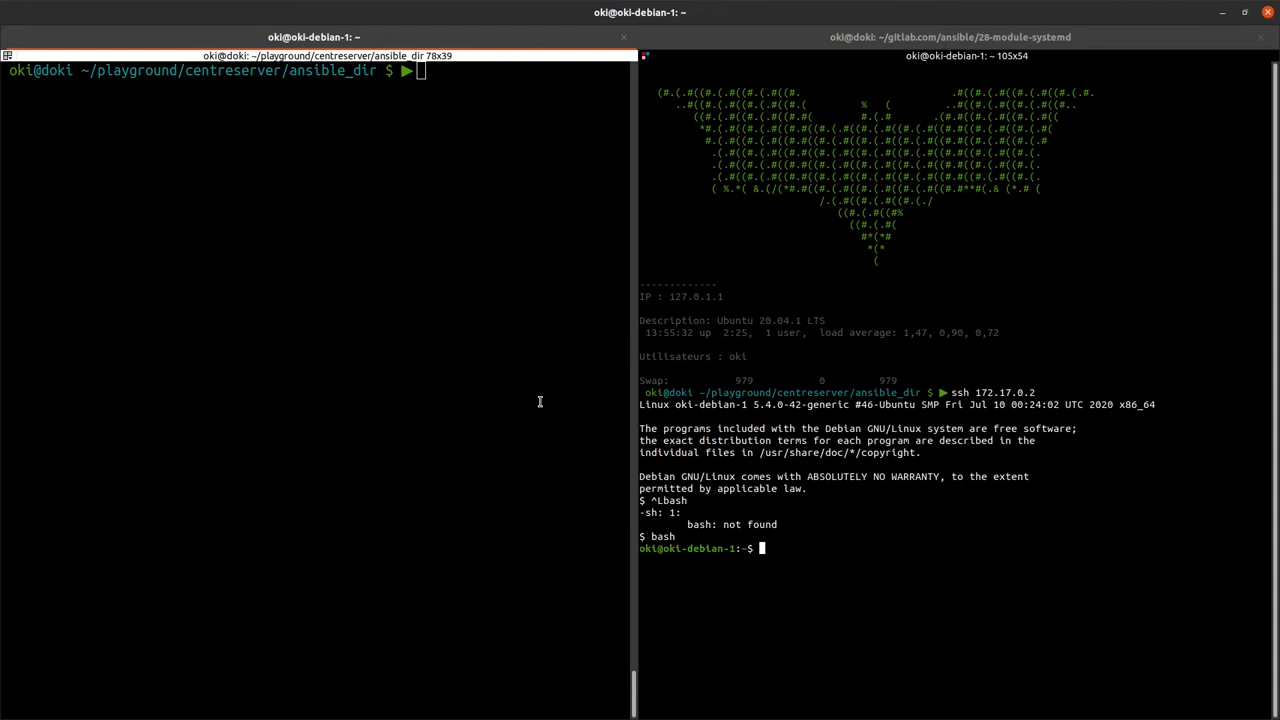 oki@oki-debian-1: ~
oki@oki-debian-1: ~
oki@doki: ~/gitlab.com/ansible/28-module-systemd
oki@doki: ~/playground/centreserver/ansible_dir 78x39
oki@doki ~/playground/centreserver/ansible_dir $ ▶
oki@oki-debian-1: ~ 105x54
(#.(.#((#.(.#((#.(.#((#. .#((#.(.#((#.(.#((#.(.#.
..#((#.(.#((#.(.#((#.( % ( ..#((#.(.#((#.(.#((#..
((#.(.#((#.(.#((#.( #.(.# .(#.(.#((#.(.#((#.(.#((
*#.(.#((#.(.#((#.(.#((#.(.#((#.(.#((#.(.#((#.(.#((#.(.#(
#.(.#((#.(.#((#.(.#((#.(.#((#.(.#((#.(.#((#.(.#((#.(.#
.(.#((#.(.#((#.(.#((#.(.#((#.(.#((#.(.#((#.(.#((#.(.
.(.#((#.(.#((#.(.#((#.(.#((#.(.#((#.(.#((#.(.#((#.(.
.(.#((#.(.#((#.(.#((#.(.#((#.(.#((#.(.#((#.(.#((#.(.
( %.*( &.(/(*#.#((#.(.#((#.(.#((#.(.#((#.##**#(.& (*.# (
/.(.#((#.(.#((#.(./
((#.(.#((#%
((#.(.#(
#*(*#
*(*
(
-------------
IP : 127.0.1.1
Description: Ubuntu 20.04.1 LTS
13:55:32 up 2:25, 1 user, load average: 1,47, 0,90, 0,72
Utilisateurs : oki
Swap: 979 0 979
oki@doki ~/playground/centreserver/ansible_dir $ ▶ ssh 172.17.0.2
Linux oki-debian-1 5.4.0-42-generic #46-Ubuntu SMP Fri Jul 10 00:24:02 UTC 2020 x86_64
The programs included with the Debian GNU/Linux system are free software;
the exact distribution terms for each program are described in the
individual files in /usr/share/doc/*/copyright.
Debian GNU/Linux comes with ABSOLUTELY NO WARRANTY, to the extent
permitted by applicable law.
$ ^Lbash
-sh: 1:
bash: not found
$ bash
oki@oki-debian-1:~$